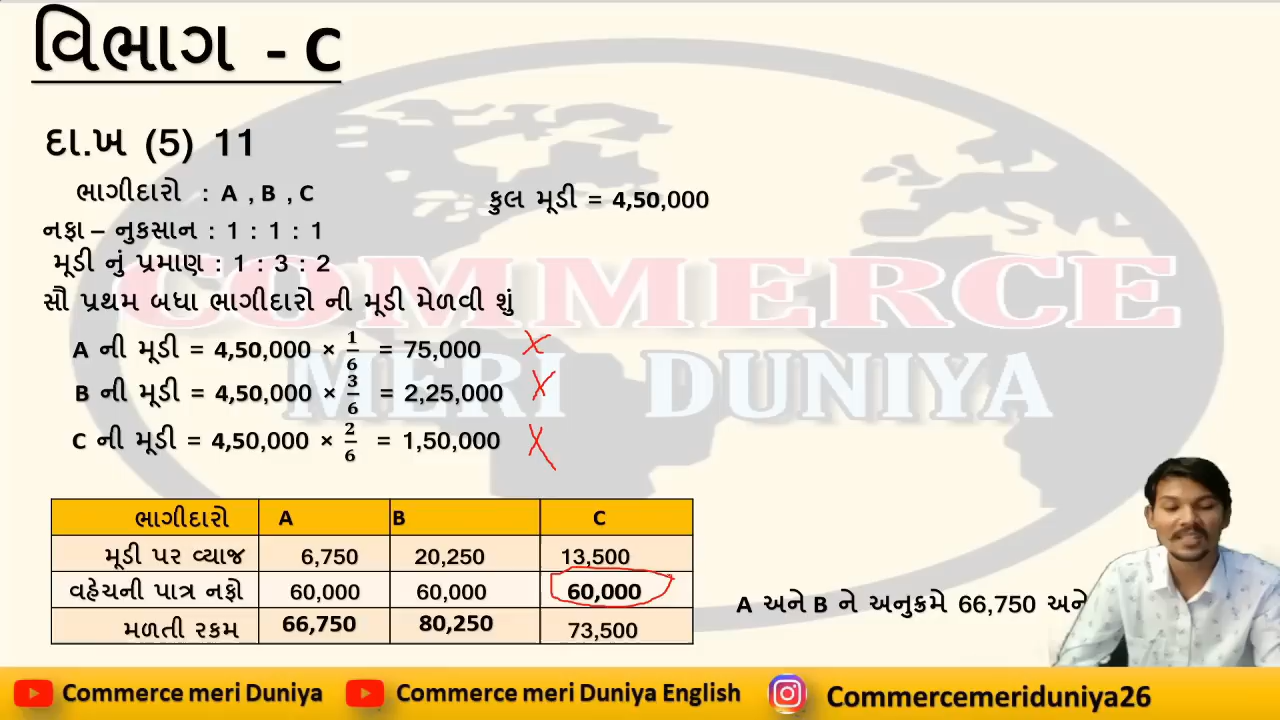 વિભાગ - C
દા.ખ (5) 11
ભાગીદારો : A , B , C
કુલ મૂડી = 4,50,000
નફા – નુકસાન : 1 : 1 : 1
મૂડી નું પ્રમાણ : 1 : 3 : 2
સૌ પ્રથમ બધા ભાગીદારો ની મૂડી મેળવી શું
A ની મૂડી = 4,50,000 × 1/6 = 75,000
B ની મૂડી = 4,50,000 × 3/6 = 2,25,000
C ની મૂડી = 4,50,000 × 2/6 = 1,50,000
COMMERCE
MERI DUNIYA
ભાગીદારો A B C
મૂડી પર વ્યાજ 6,750 20,250 13,500
વહેચની પાત્ર નફો 60,000 60,000 60,000
મળતી રકમ 66,750 80,250 73,500
A અને B ને અનુક્રમે 66,750 અને
Commerce meri Duniya
Commerce meri Duniya English
Commercemeriduniya26